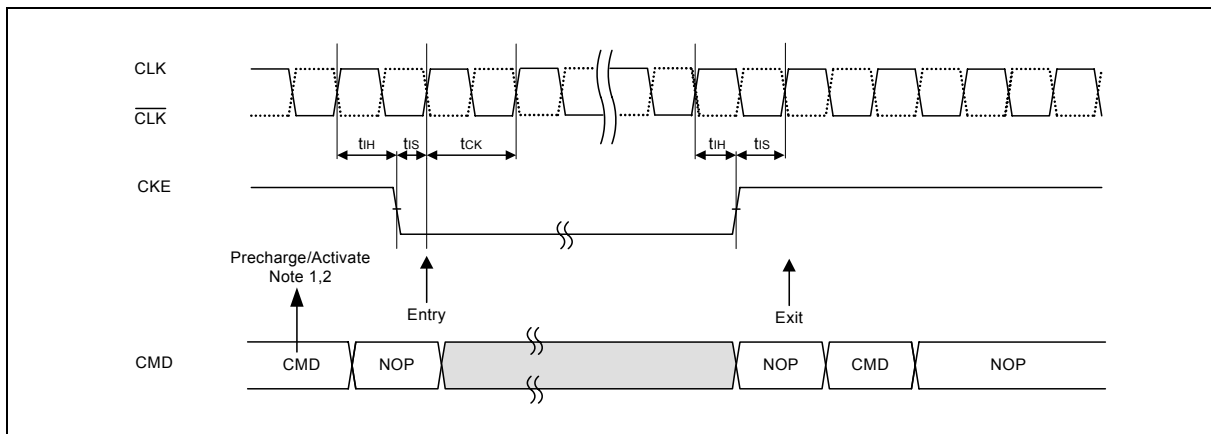 CLK
CLK
tIH
tIS
tCK
tIH
tIS
CKE
Precharge/Activate
Note 1,2
Entry
Exit
CMD
CMD
NOP
NOP
CMD
NOP